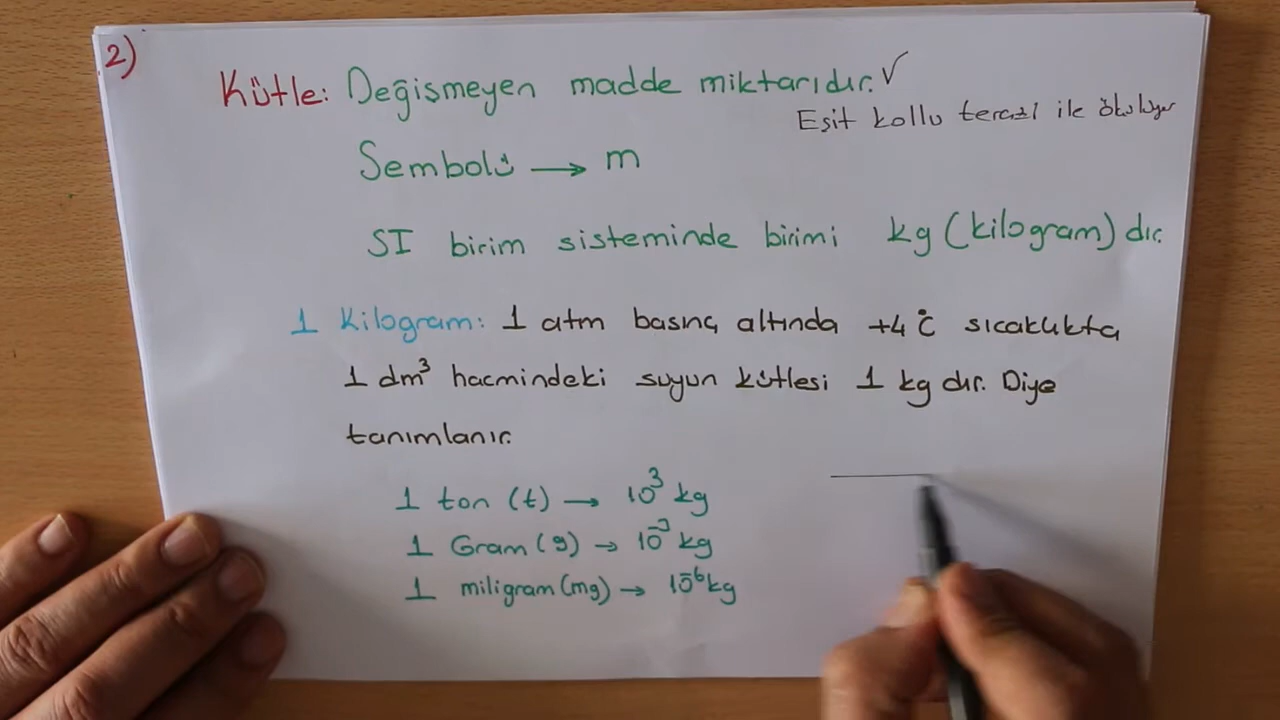 2)
Kütle: Değişmeyen madde miktarıdır. ✓
Eşit kollu terazi ile
Sembolü → m
SI birim sisteminde birimi kg (kilogram) dır.
1 Kilogram: 1 atm basınç altında +4 °C sıcaklıkta
1 dm³ hacmindeki suyun kütlesi 1 kg dır. Diye
tanımlanır.
1 ton (t) → 10³ kg
1 Gram (g) → 10⁻³ kg
1 miligram (mg) → 10⁻⁶ kg